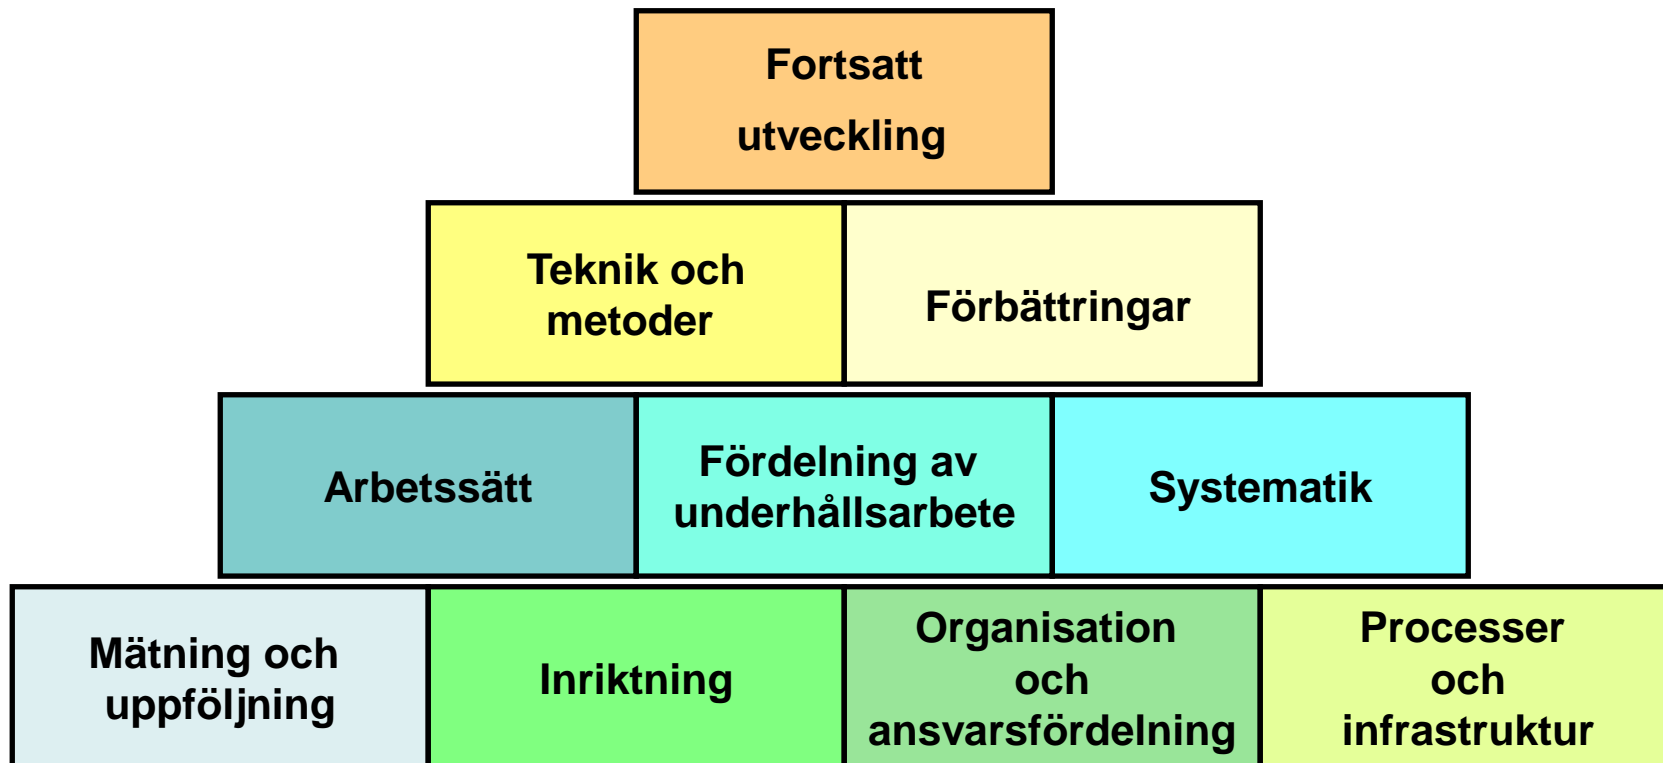 Fortsatt
utveckling
Teknik och
metoder
Förbättringar
Arbetssätt
Fördelning av
underhållsarbete
Systematik
Mätning och
uppföljning
Inriktning
Organisation
och
ansvarsfördelning
Processer
och
infrastruktur